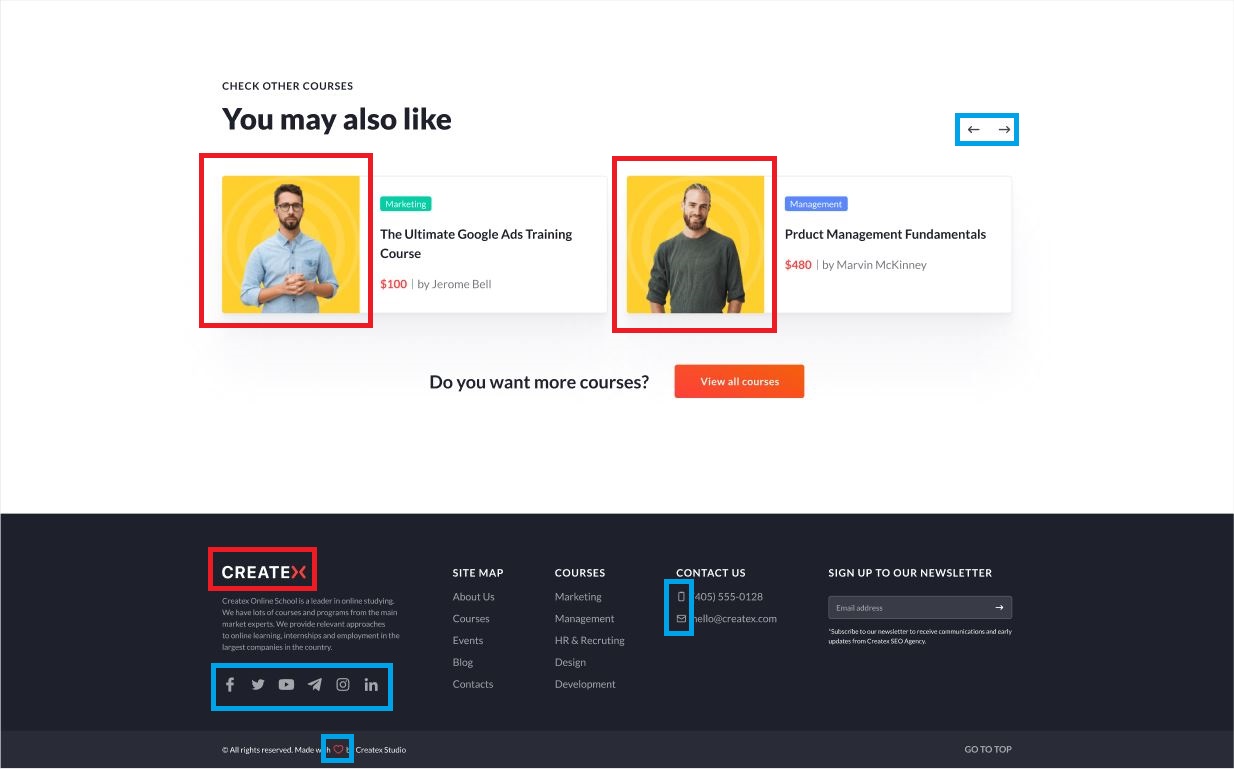 CHECK OTHER COURSES
You may also like
Marketing
The Ultimate Google Ads Training
Course
$100 | by Jerome Bell
Management
Prduct Management Fundamentals
$480 | by Marvin McKinney
Do you want more courses?
View all courses
CREATEX
Createx Online School is a leader in online studying.
We have lots of courses and programs from the main
market experts. We provide relevant approaches
to online learning, internships and employment in the
largest companies in the country.
SITE MAP
About Us
Courses
Events
Blog
Contacts
COURSES
Marketing
Management
HR & Recruting
Design
Development
CONTACT US
405) 555-0128
hello@createx.com
SIGN UP TO OUR NEWSLETTER
Email address
*Subscribe to our newsletter to receive communications and early
updates from Createx SEO Agency.
© All rights reserved. Made with Createx Studio
GO TO TOP